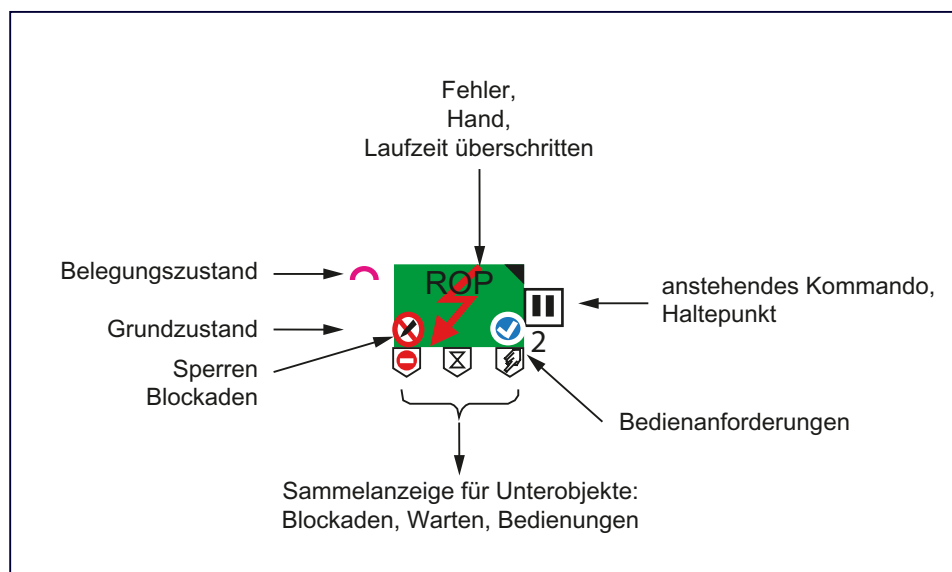 Fehler,
Hand,
Laufzeit überschritten
Belegungszustand
ROP
anstehendes Kommando,
Haltepunkt
Grundzustand
2
Sperren
Blockaden
Bedienanforderungen
Sammelanzeige für Unterobjekte:
Blockaden, Warten, Bedienungen